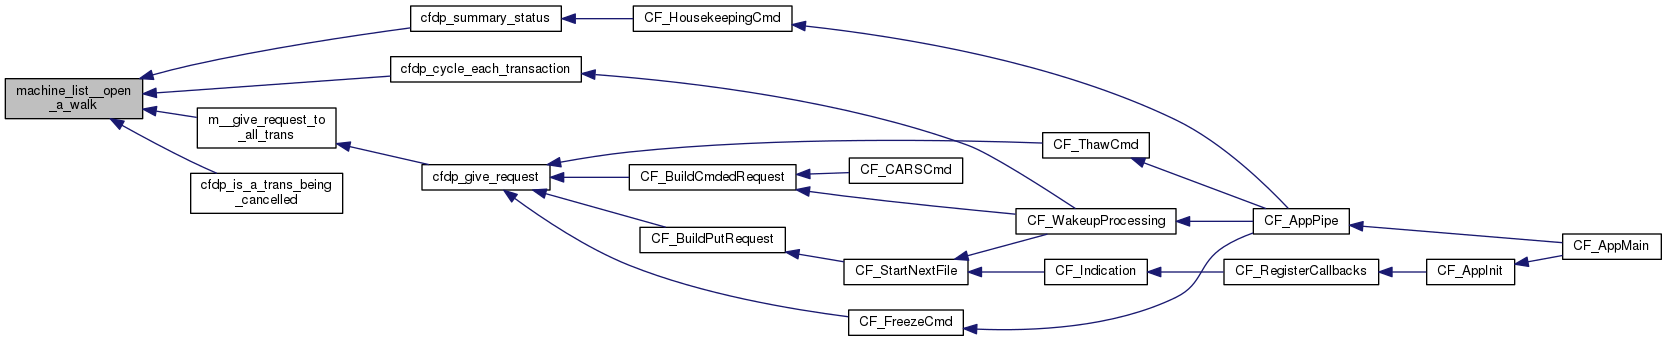 cfdp_summary_status
CF_HousekeepingCmd
cfdp_cycle_each_transaction
machine_list__open
_a_walk
m__give_request_to
_all_trans
CF_ThawCmd
cfdp_give_request
CF_BuildCmdedRequest
CF_CARSCmd
cfdp_is_a_trans_being
_cancelled
CF_WakeupProcessing
CF_AppPipe
CF_BuildPutRequest
CF_AppMain
CF_StartNextFile
CF_Indication
CF_RegisterCallbacks
CF_AppInit
CF_FreezeCmd